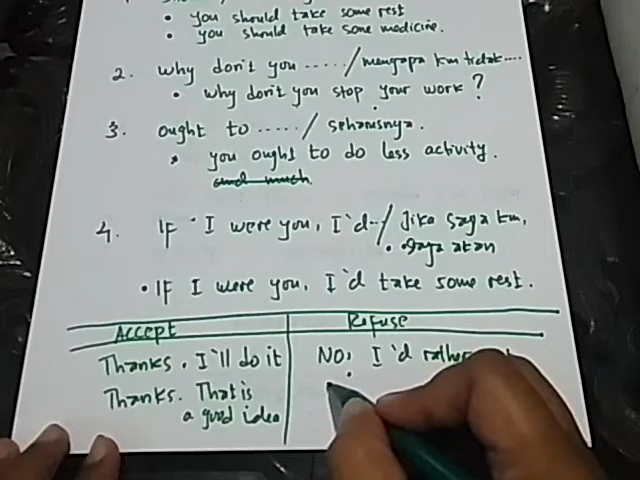 • you should take some rest
• you should take some medicine.
2. why don't you ...../mengapa km tidak....
• why don't you stop your work?
3. ought to ...../ seharusnya.
• you ought to do less activity.
and much
4. If I were you, I'd../ Jika saya km,
• saya akan
• If I were you, I'd take some rest.
Accept Refuse
Thanks. I'll do it NO, I'd rather
Thanks. That is
a good idea